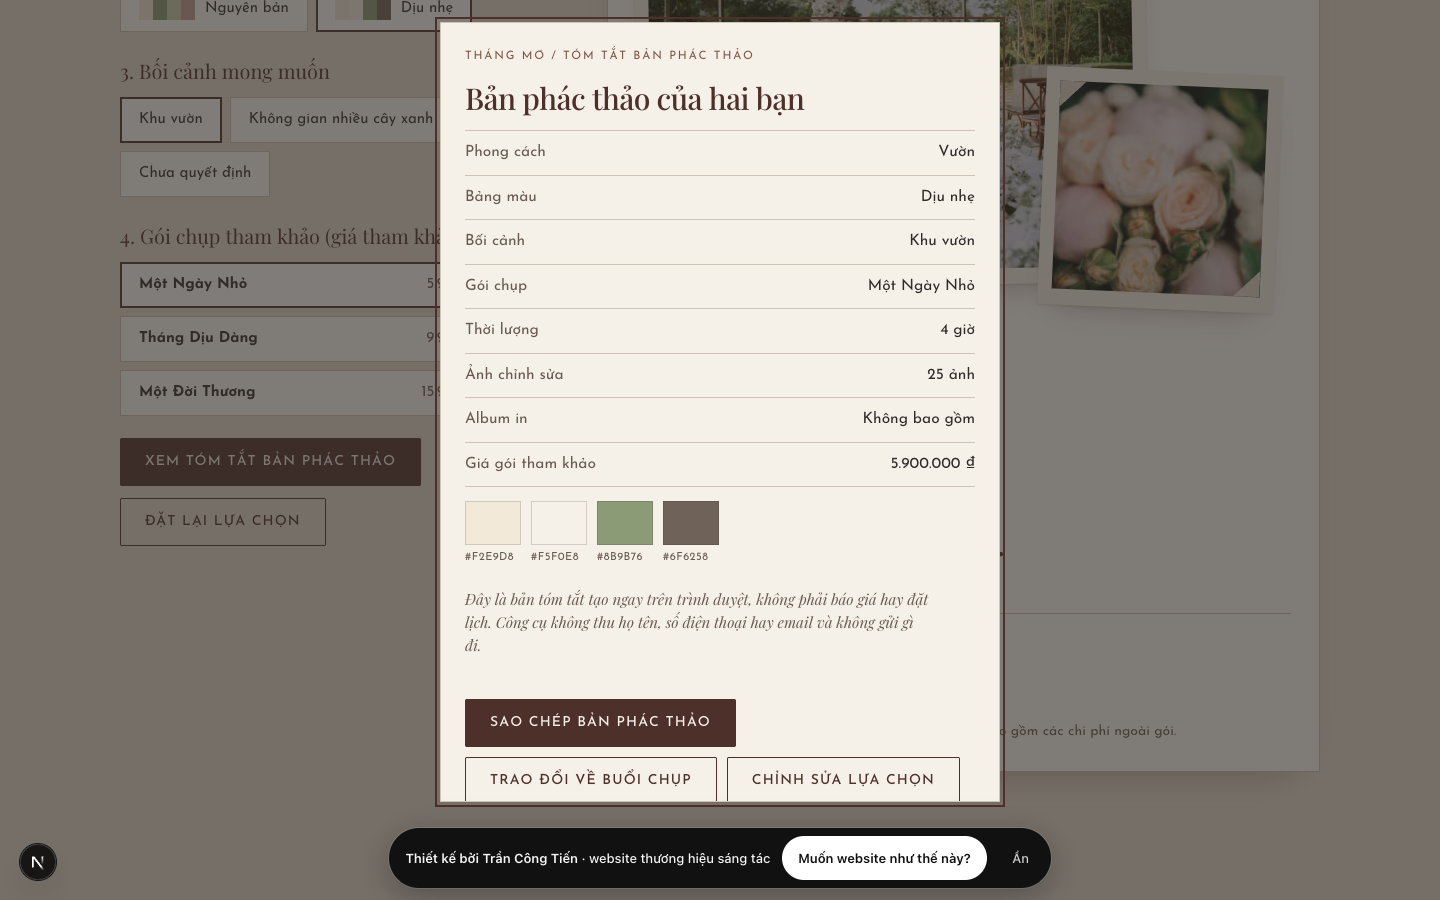 Nguyên bản
Dịu nhẹ
3. Bối cảnh mong muốn
Khu vườn
Không gian nhiều cây xanh
Chưa quyết định
4. Gói chụp tham khảo (giá tham
Một Ngày Nhỏ
Tháng Dịu Dàng
Một Đời Thương
XEM TÓM TẮT BẢN PHÁC THẢO
ĐẶT LẠI LỰA CHỌN
THÁNG MƠ / TÓM TẮT BẢN PHÁC THẢO
Bản phác thảo của hai bạn
Phong cách Vườn
Bảng màu Dịu nhẹ
Bối cảnh Khu vườn
Gói chụp Một Ngày Nhỏ
Thời lượng 4 giờ
Ảnh chỉnh sửa 25 ảnh
Album in Không bao gồm
Giá gói tham khảo 5.900.000 ₫
#F2E9D8 #F5F0E8 #8B9B76 #6F6258
Đây là bản tóm tắt tạo ngay trên trình duyệt, không phải báo giá hay đặt
lịch. Công cụ không thu họ tên, số điện thoại hay email và không gửi gì
đi.
SAO CHÉP BẢN PHÁC THẢO
TRAO ĐỔI VỀ BUỔI CHỤP
CHỈNH SỬA LỰA CHỌN
gồm các chi phí ngoài gói.
N
Thiết kế bởi Trần Công Tiến · website thương hiệu sáng tác
Muốn website như thế này?
Ẩn